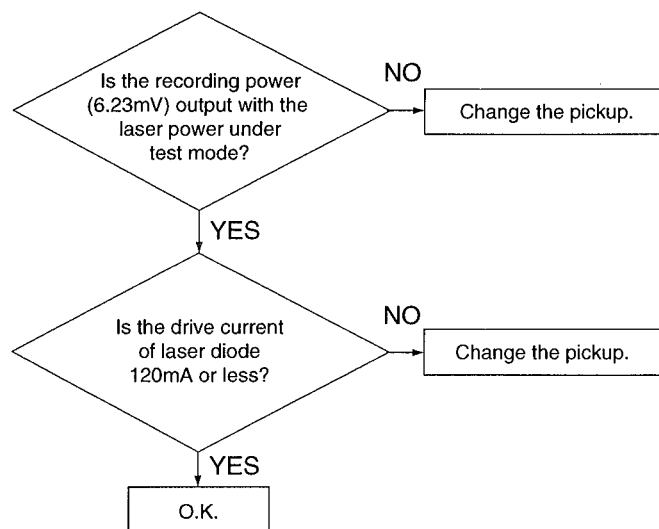 Is the recording power
(6.23mV) output with the
laser power under
test mode?
NO
Change the pickup.
YES
Is the drive current
of laser diode
120mA or less?
NO
Change the pickup.
YES
O.K.